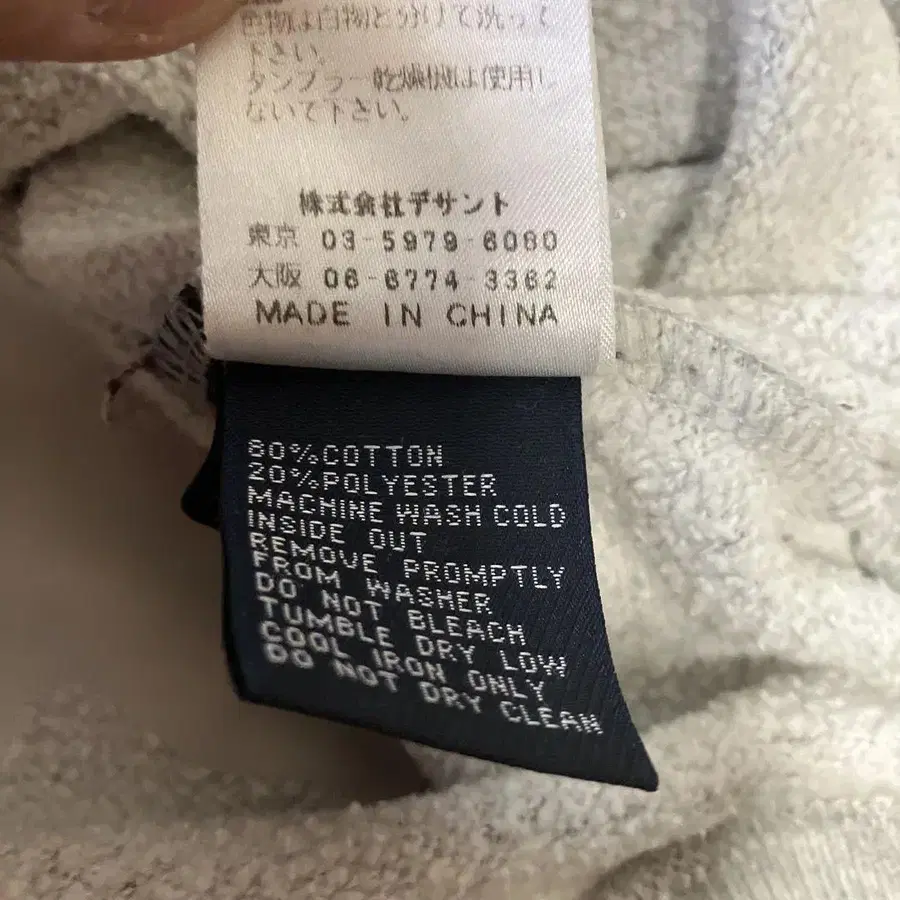 色物は白物と分けて洗って
下さい。
タンブラー乾燥機は使用し
ないで下さい。
株式会社デサント
東京 03-5979-6080
大阪 06-6774-3362
MADE IN CHINA
80%COTTON
20%POLYESTER
MACHINE WASH COLD
INSIDE OUT
REMOVE PROMPTLY
FROM WASHER
DO NOT BLEACH
TUMBLE DRY LOW
COOL IRON ONLY
DO NOT DRY CLEAN